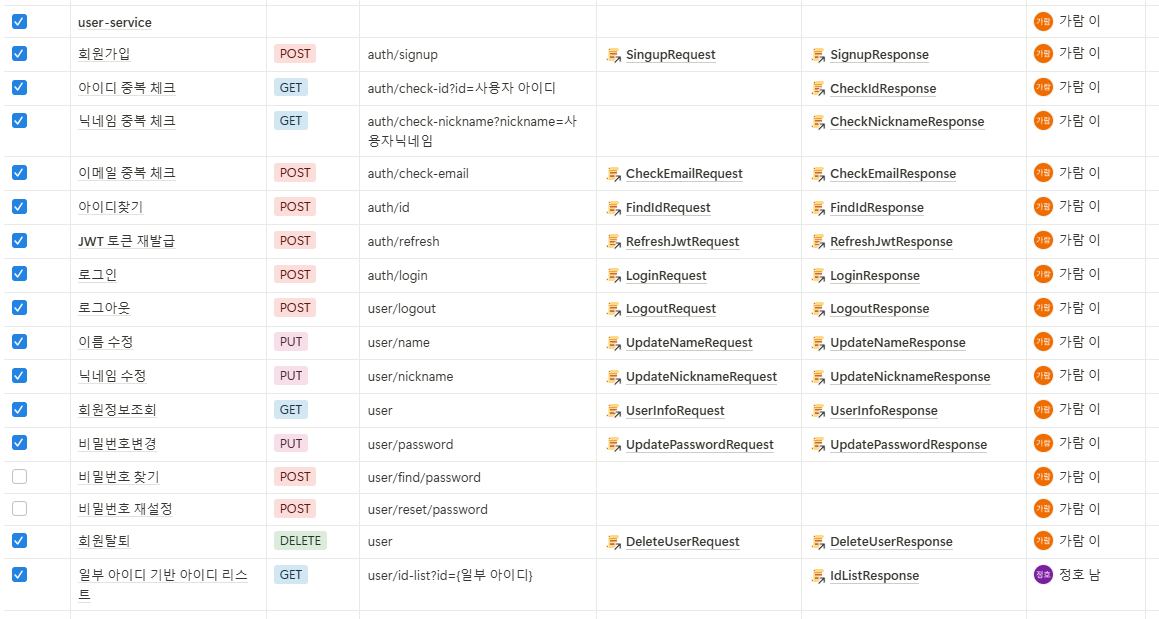 user-service 가람 가람 이
회원가입 POST auth/signup SingupRequest SignupResponse 가람 가람 이
아이디 중복 체크 GET auth/check-id?id=사용자 아이디 CheckIdResponse 가람 가람 이
닉네임 중복 체크 GET auth/check-nickname?nickname=사 CheckNicknameResponse 가람 가람 이
용자닉네임
이메일 중복 체크 POST auth/check-email CheckEmailRequest CheckEmailResponse 가람 가람 이
아이디찾기 POST auth/id FindIdRequest FindIdResponse 가람 가람 이
JWT 토큰 재발급 POST auth/refresh RefreshJwtRequest RefreshJwtResponse 가람 가람 이
로그인 POST auth/login LoginRequest LoginResponse 가람 가람 이
로그아웃 POST user/logout LogoutRequest LogoutResponse 가람 가람 이
이름 수정 PUT user/name UpdateNameRequest UpdateNameResponse 가람 가람 이
닉네임 수정 PUT user/nickname UpdateNicknameRequest UpdateNicknameResponse 가람 가람 이
회원정보조회 GET user UserInfoRequest UserInfoResponse 가람 가람 이
비밀번호변경 PUT user/password UpdatePasswordRequest UpdatePasswordResponse 가람 가람 이
비밀번호 찾기 POST user/find/password 가람 가람 이
비밀번호 재설정 POST user/reset/password 가람 가람 이
회원탈퇴 DELETE user DeleteUserRequest DeleteUserResponse 가람 가람 이
일부 아이디 기반 아이디 리스 GET user/id-list?id={일부 아이디} IdListResponse 정호 정호 남
트